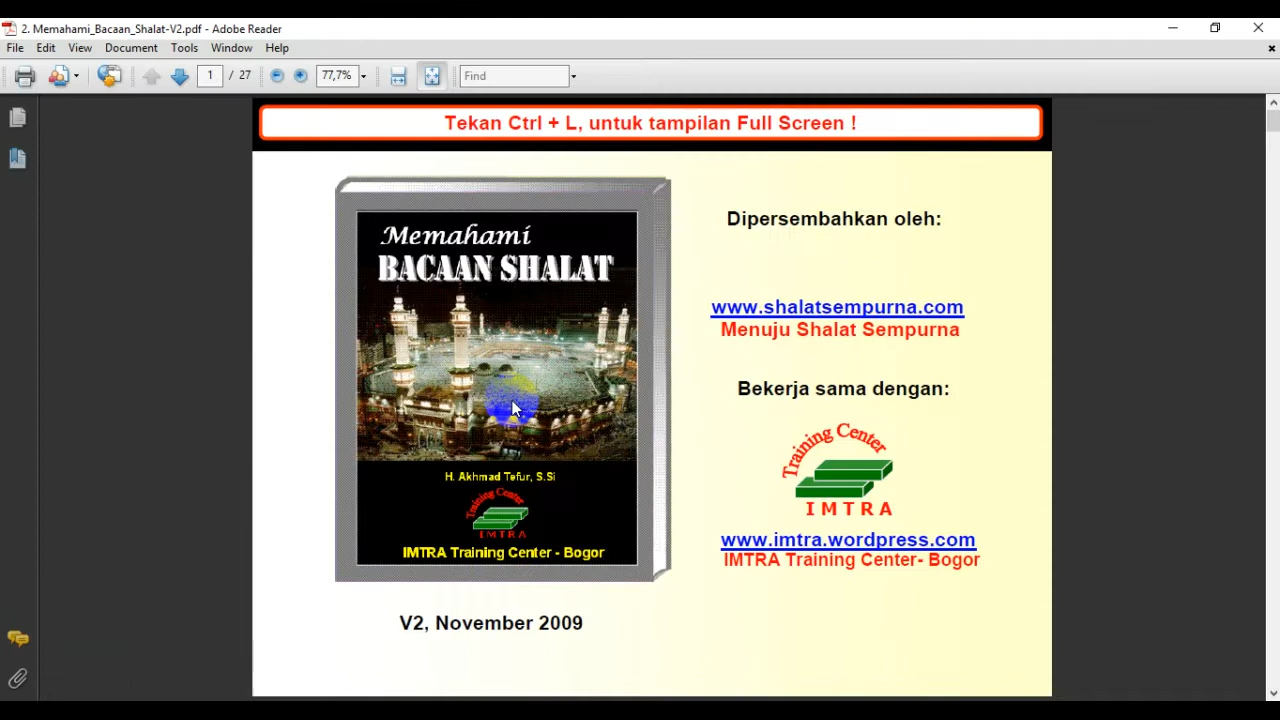 2. Memahami_Bacaan_Shalat-V2.pdf - Adobe Reader
File Edit View Document Tools Window Help
1 / 27 77,7% Find
Tekan Ctrl + L, untuk tampilan Full Screen !
Memahami
BACAAN SHALAT
H. Akhmad Tefur, S.Si
Training Center
IMTRA
IMTRA Training Center - Bogor
V2, November 2009
Dipersembahkan oleh:
www.shalatsempurna.com
Menuju Shalat Sempurna
Bekerja sama dengan:
Training Center
IMTRA
www.imtra.wordpress.com
IMTRA Training Center- Bogor